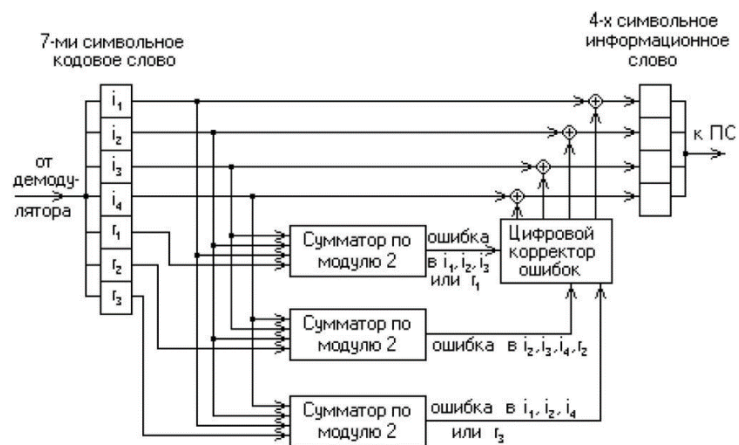 7-ми символьное
кодовое слово
4-х символьное
информационное
слово
i₁
i₂
i₃
i₄
r₁
r₂
r₃
от
демоду-
лятора
к ПС
Сумматор по
модулю 2
ошибка
в i₁, i₂, i₃
или r₁
Цифровой
корректор
ошибок
Сумматор по
модулю 2
ошибка в i₂, i₃, i₄, r₂
Сумматор по
модулю 2
ошибка в i₁, i₂, i₄
или r₃